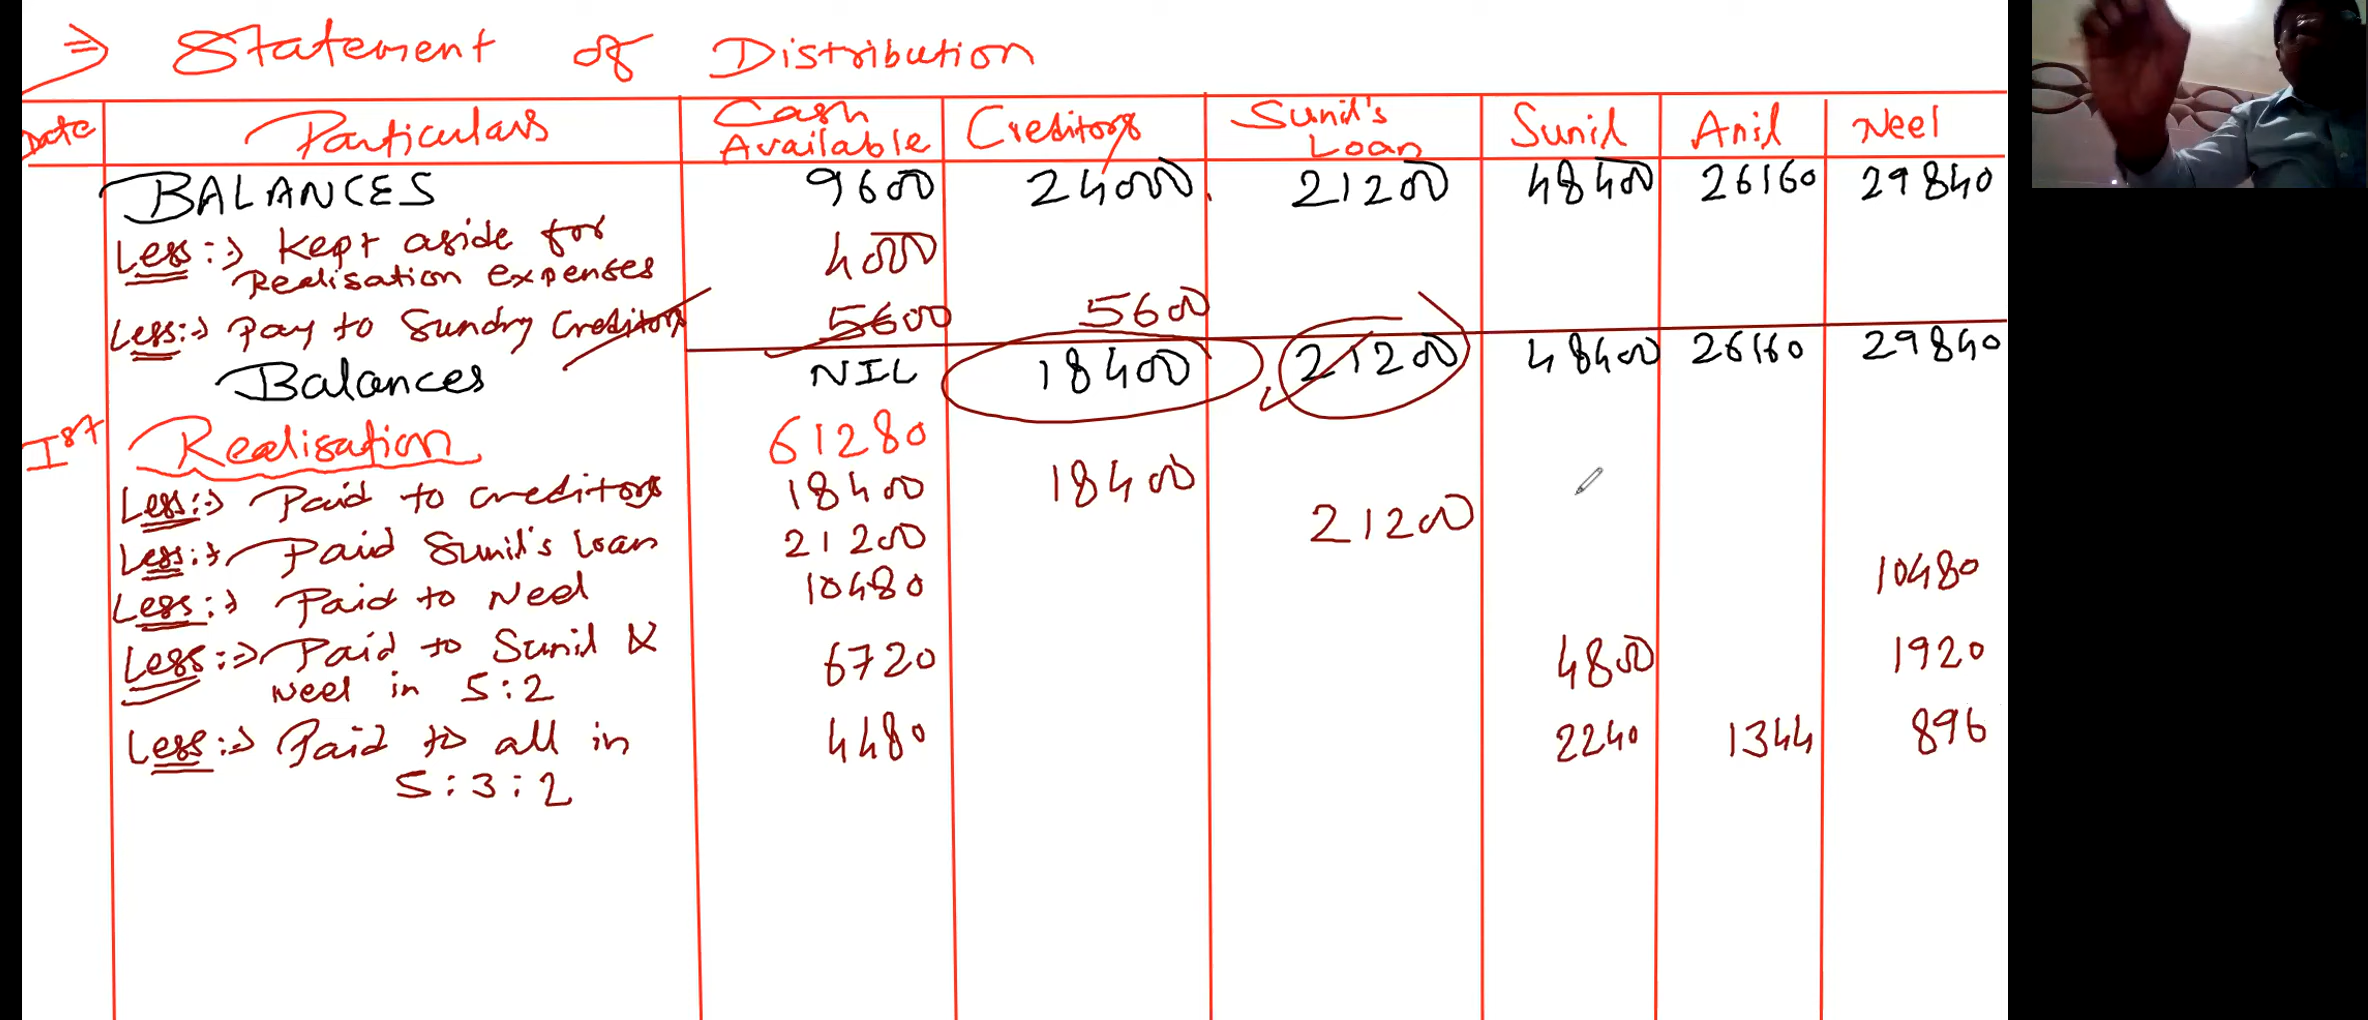 ⇒ Statement of Distribution
Date Particulars Cash Available Creditors Sunil's Loan Sunil Anil Neel
BALANCES 9600 24000 21200 48400 26160 29840
Less:→ Kept aside for 4000
Realisation expenses
Less:→ Pay to Sundry Creditors 5600 5600
Balances NIL 18400 21200 48400 26160 29840
Ist Realisation 61280
Less:→ Paid to creditors 18400 18400
Less:→ Paid Sunil's loan 21200 21200
Less:→ Paid to Neel 10480 10480
Less:→ Paid to Sunil & 6720 4800 1920
Neel in 5:2
Less:→ Paid to all in 4480 2240 1344 896
5:3:2